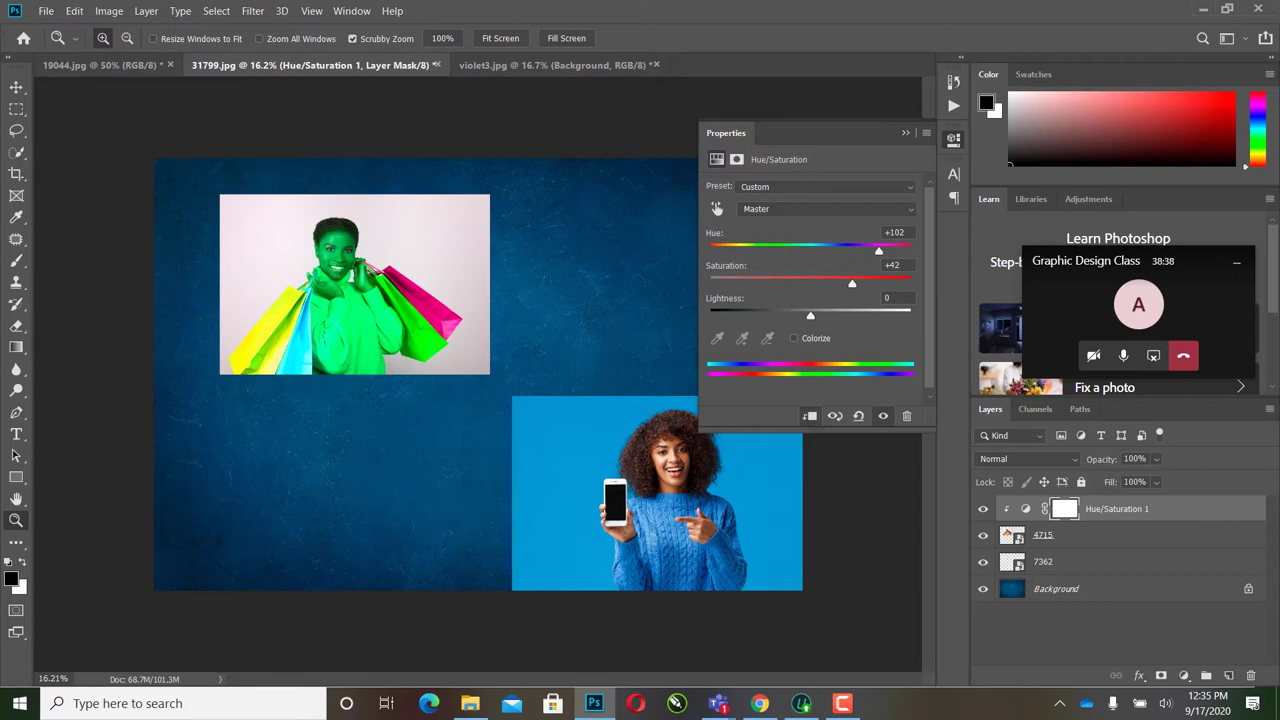 Ps File Edit Image Layer Type Select Filter 3D View Window Help
Resize Windows to Fit Zoom All Windows Scrubby Zoom 100% Fit Screen Fill Screen
19044.jpg @ 50% (RGB/8) * × 31799.jpg @ 16.2% (Hue/Saturation 1, Layer Mask/8) * × violet3.jpg @ 16.7% (Background, RGB/8) * ×
Color Swatches
Properties
Hue/Saturation
Preset: Custom
Master
Hue: +102
Saturation: +42
Lightness: 0
Colorize
Learn Libraries Adjustments
Learn Photoshop
Step-b
Graphic Design Class 38:38
A
Fix a photo
Layers Channels Paths
Kind
Normal Opacity: 100%
Lock: Fill: 100%
Hue/Saturation 1
4715
7362
Background
16.21% Doc: 68.7M/101.3M
Type here to search
Ps
12:35 PM
9/17/2020